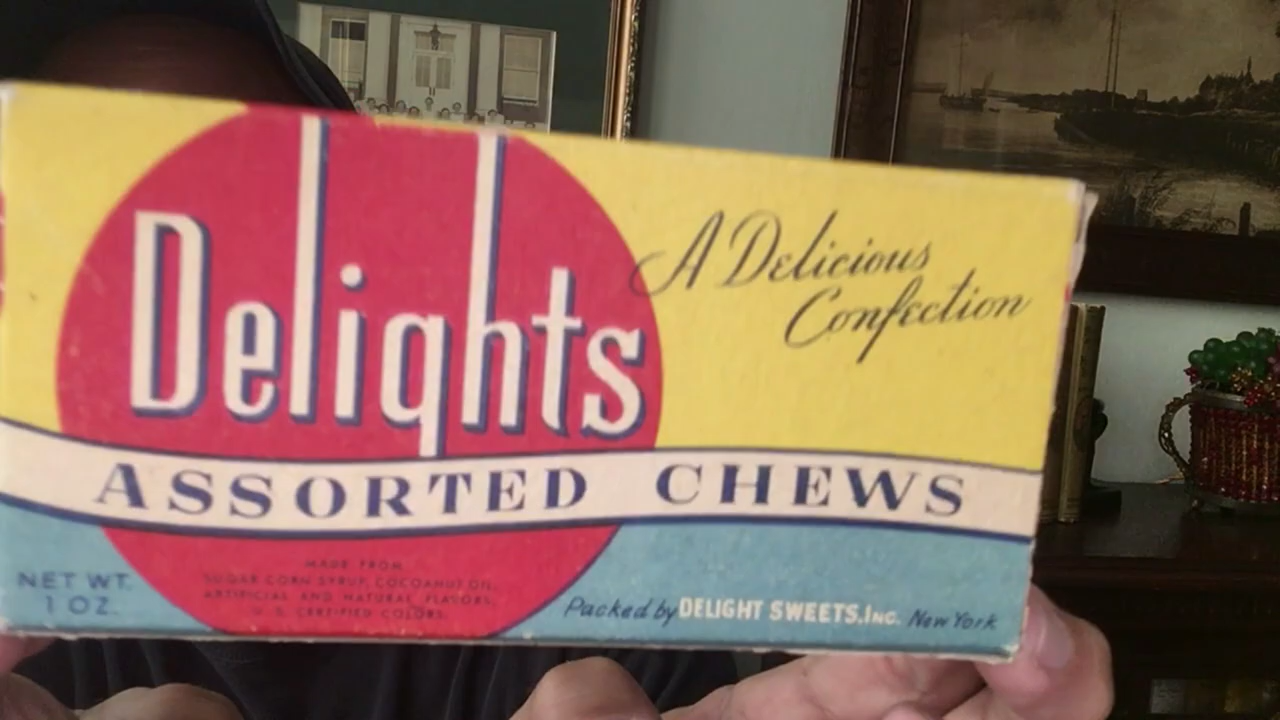 Delights
A Delicious
Confection
ASSORTED CHEWS
NET WT.
1 OZ.
MADE FROM
SUGAR CORN SYRUP, COCOANUT OIL,
ARTIFICIAL AND NATURAL FLAVORS,
U. S. CERTIFIED COLORS.
Packed by DELIGHT SWEETS, INC. New York